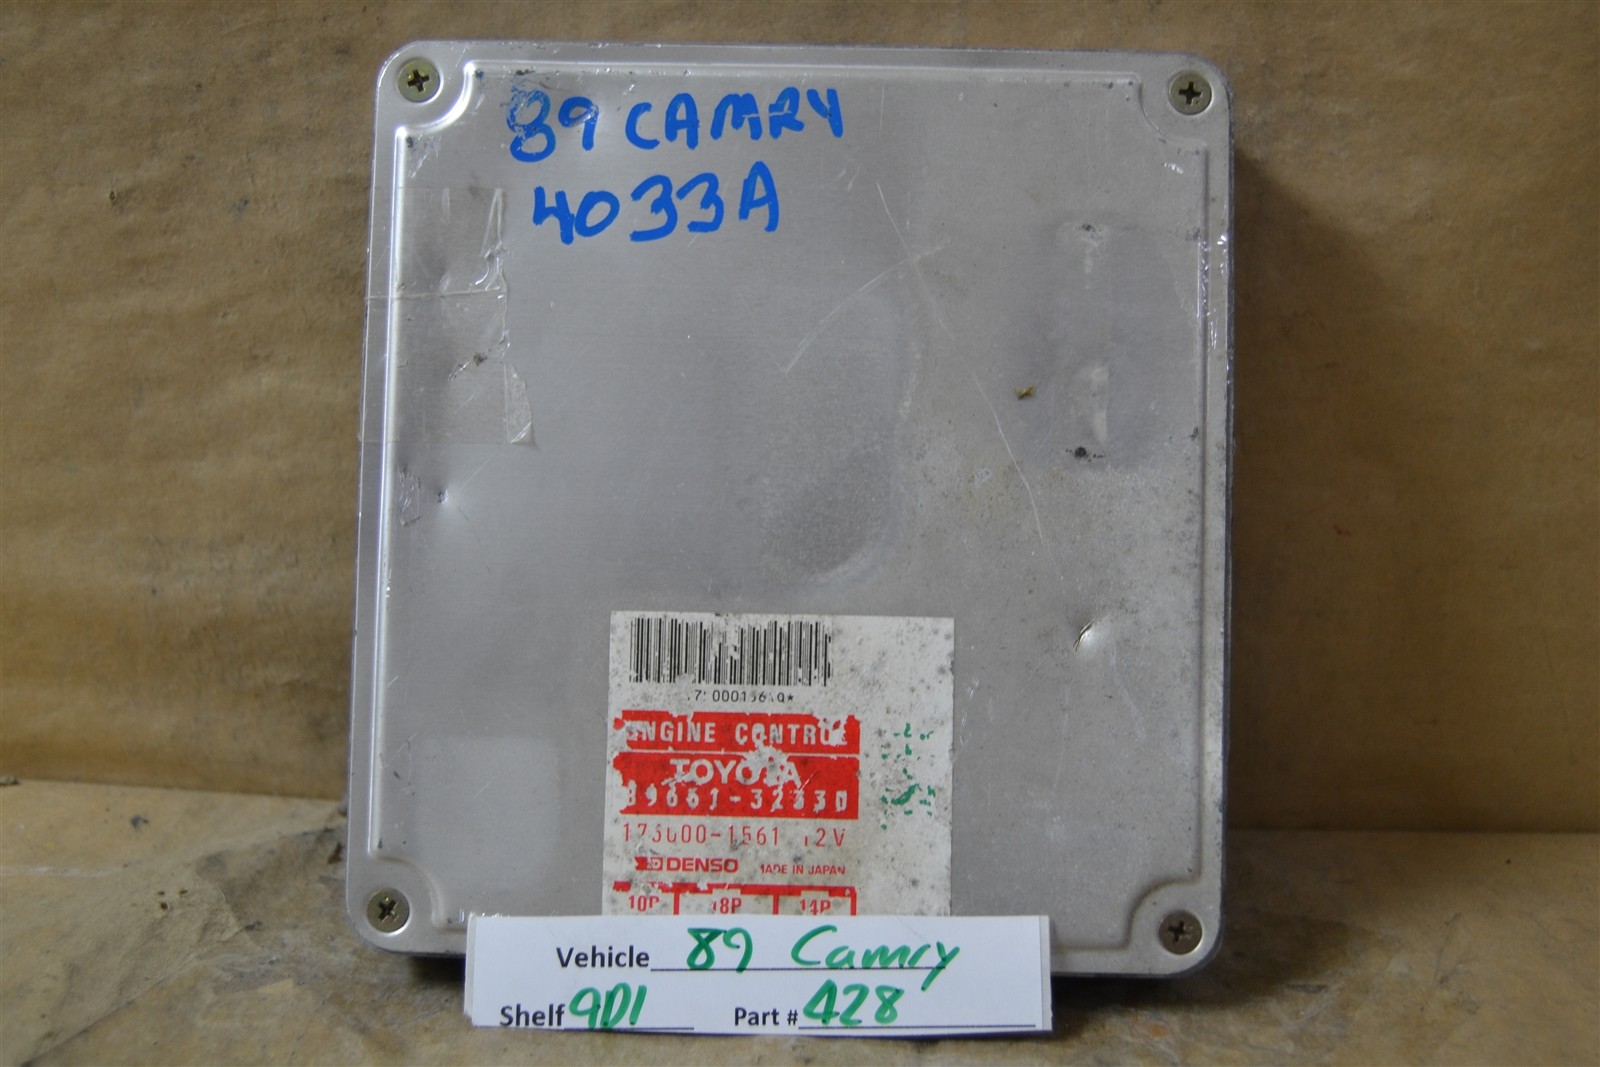 89 CAMRY
4033A
ENGINE CONTROL
TOYOTA
89661-32330
175000-1561 12V
DENSO MADE IN JAPAN
10P 18P 14P
Vehicle 89 Camry
Shelf 9D1 Part # 428